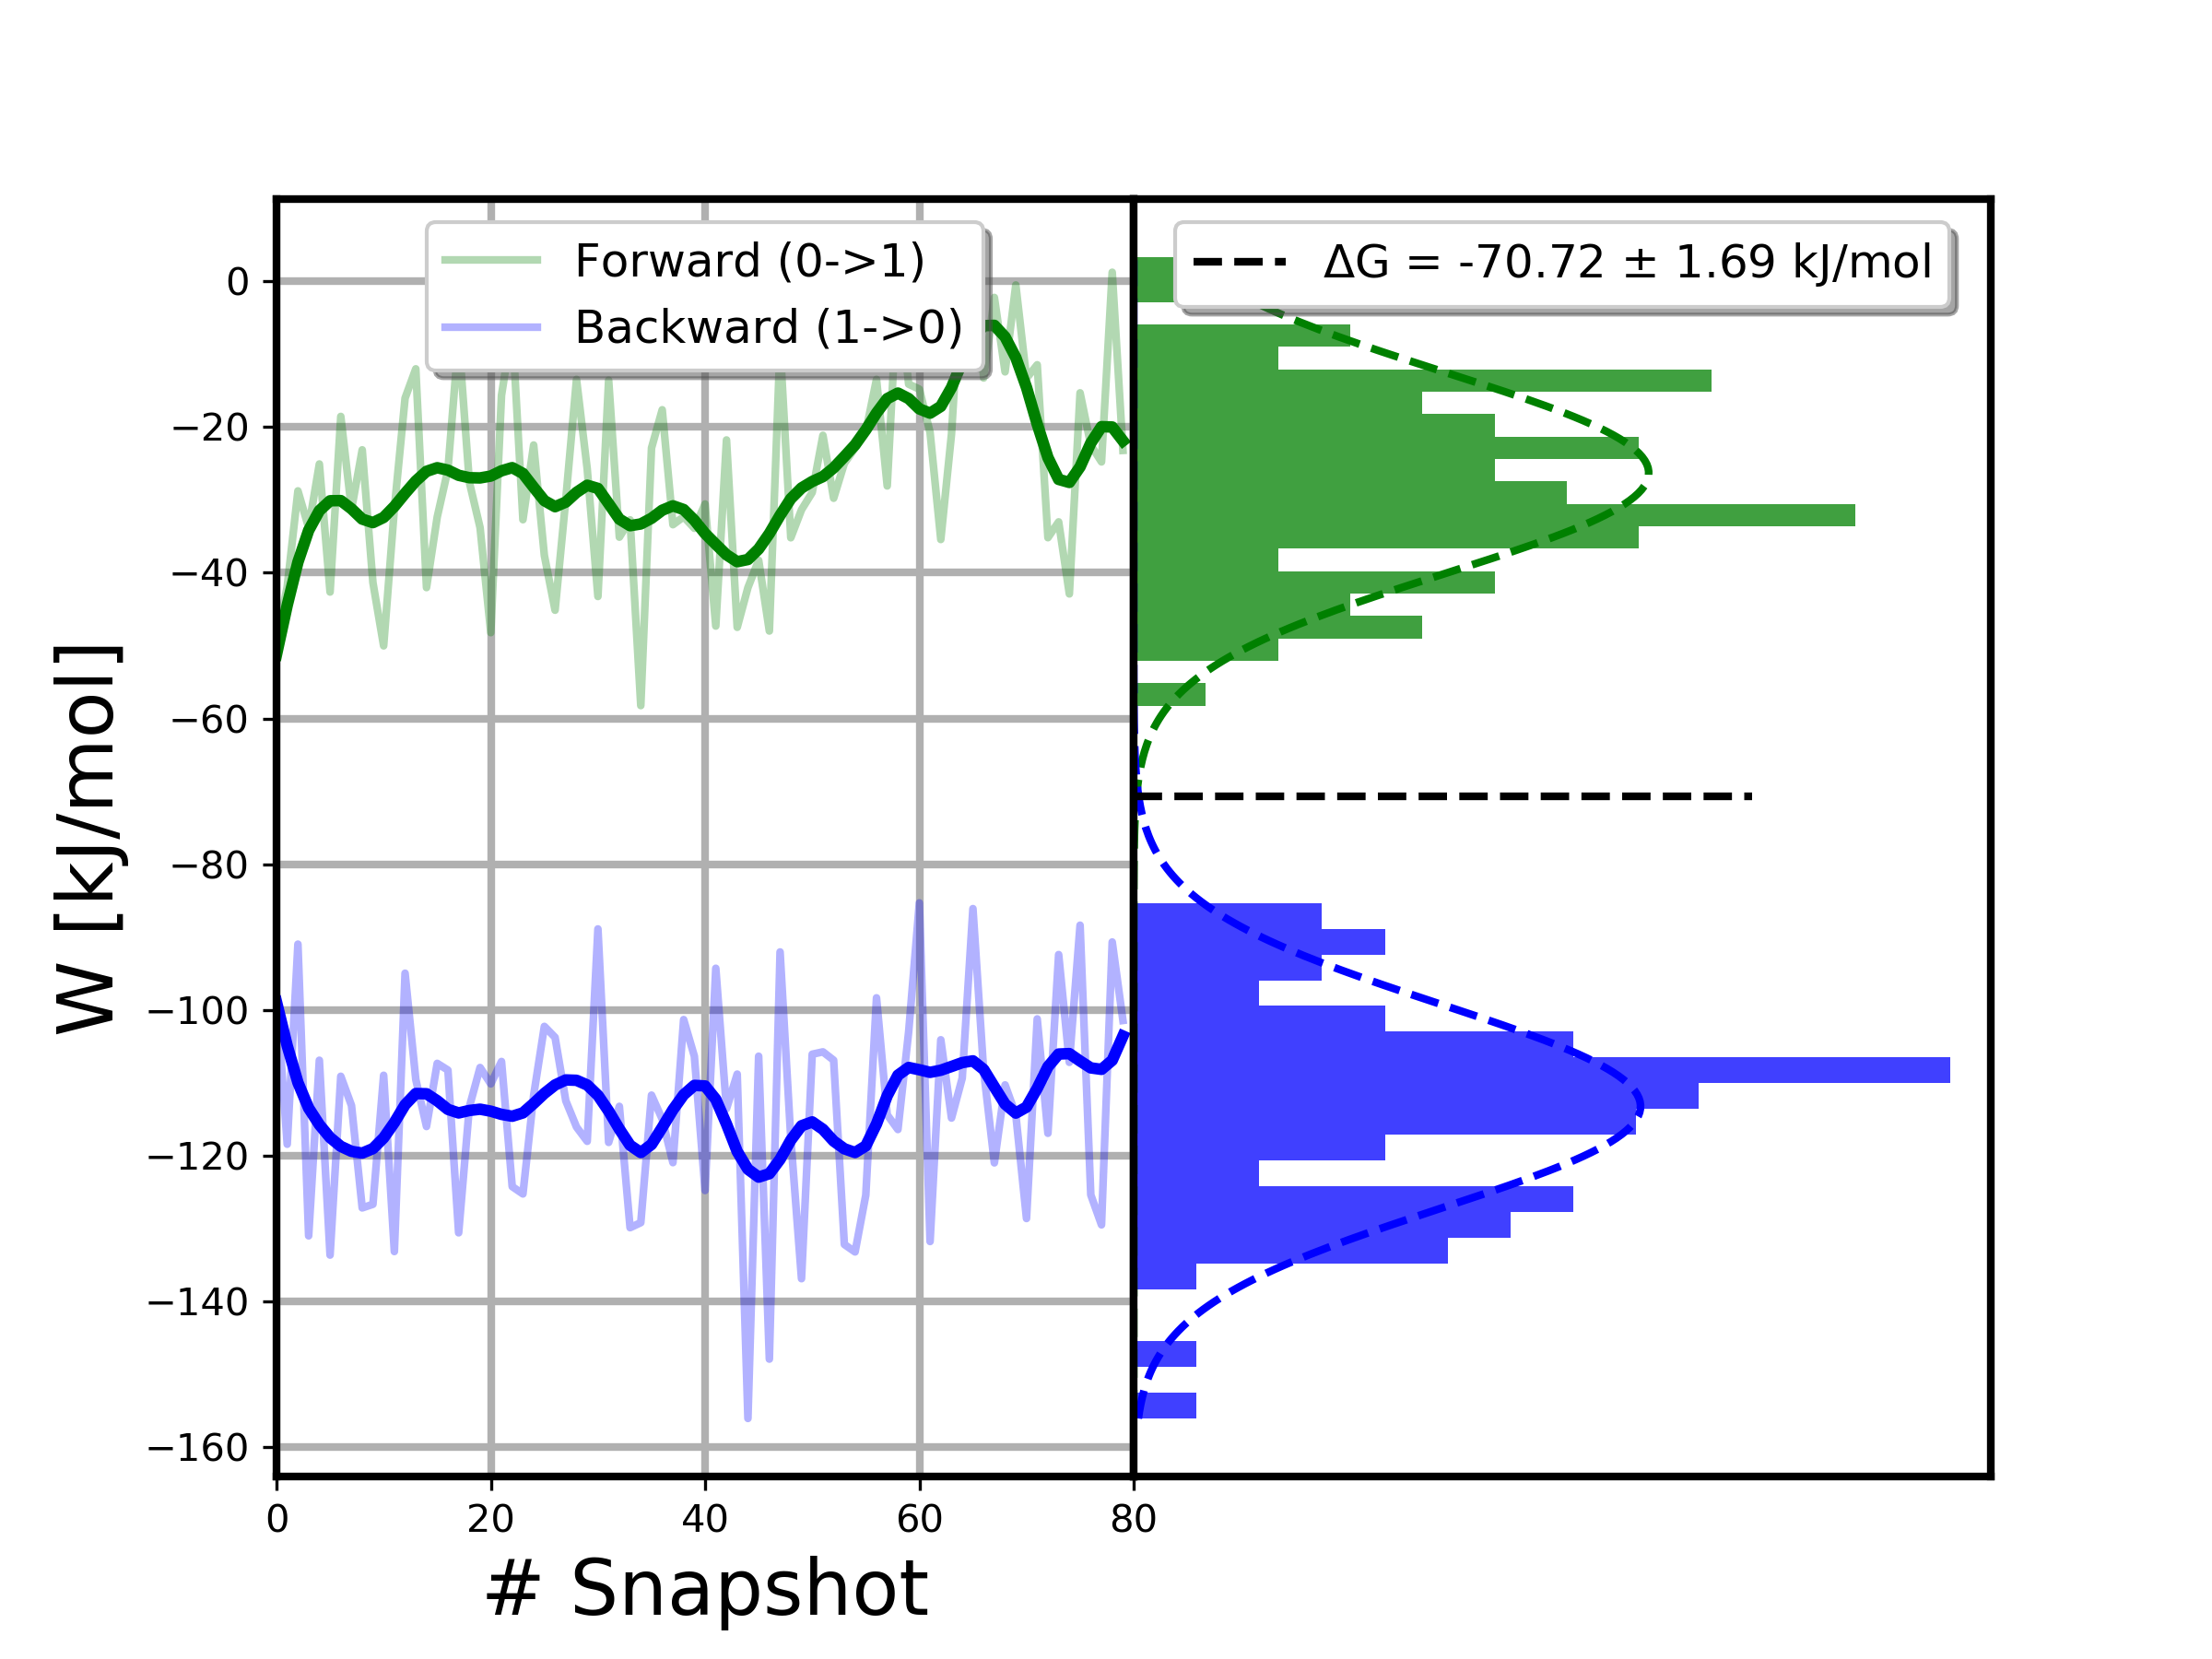 Forward (0->1)
Backward (1->0)
ΔG = -70.72 ± 1.69 kJ/mol
W [kJ/mol]
0
−20
−40
−60
−80
−100
−120
−140
−160
0 20 40 60 80
# Snapshot